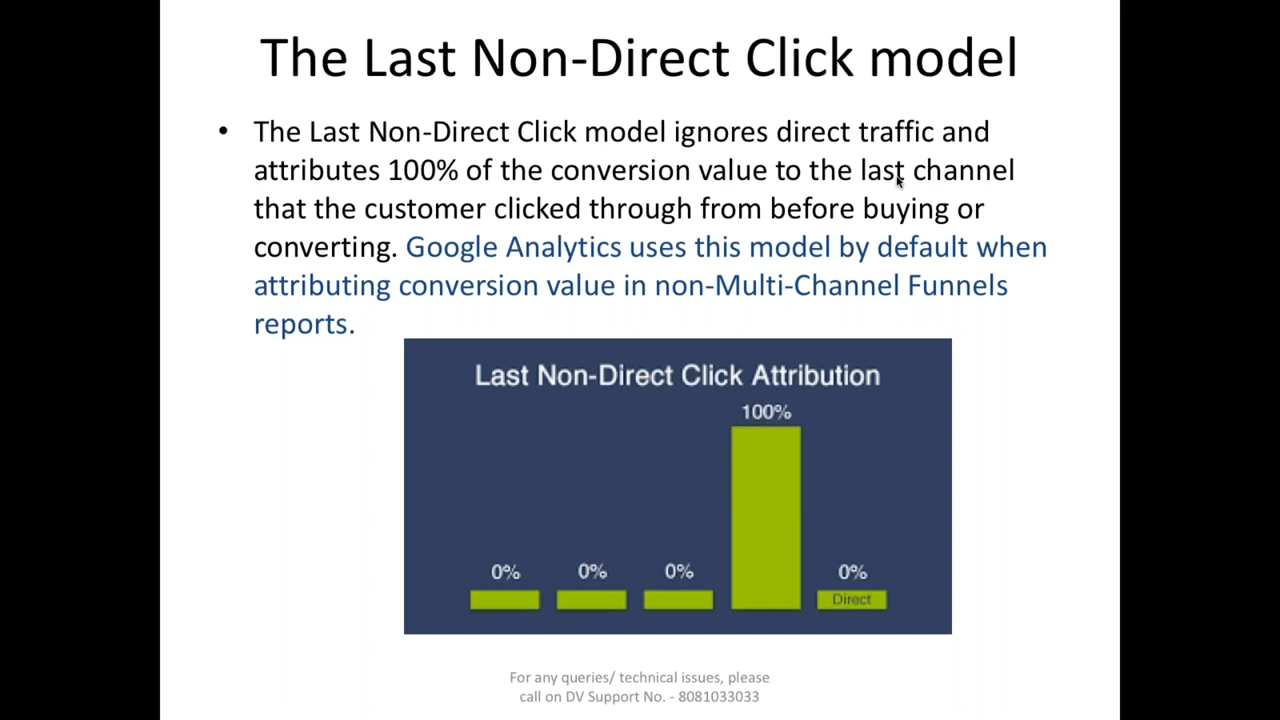 The Last Non-Direct Click model
• The Last Non-Direct Click model ignores direct traffic and
attributes 100% of the conversion value to the last channel
that the customer clicked through from before buying or
converting. Google Analytics uses this model by default when
attributing conversion value in non-Multi-Channel Funnels
reports.
Last Non-Direct Click Attribution
100%
0% 0% 0% 0%
Direct
For any queries/ technical issues, please
call on DV Support No. - 8081033033